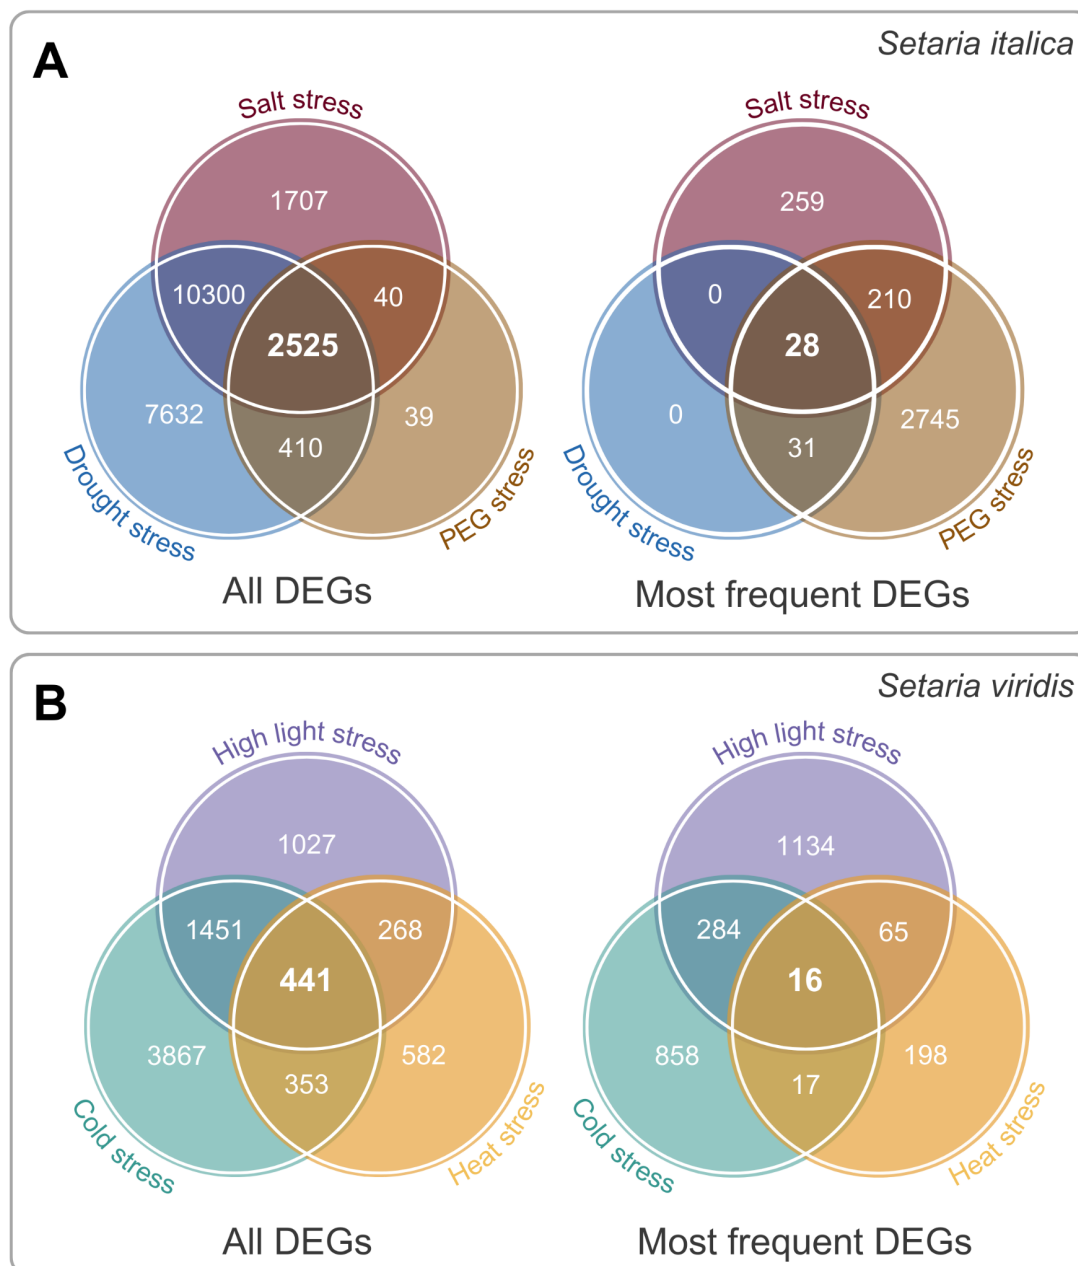 A
Setaria italica
Salt stress
1707
10300
40
2525
7632
39
410
Drought stress
PEG stress
All DEGs
Salt stress
259
0
210
28
0
2745
31
Drought stress
PEG stress
Most frequent DEGs
B
Setaria viridis
High light stress
1027
1451
268
441
3867
582
353
Cold stress
Heat stress
All DEGs
High light stress
1134
284
65
16
858
198
17
Cold stress
Heat stress
Most frequent DEGs